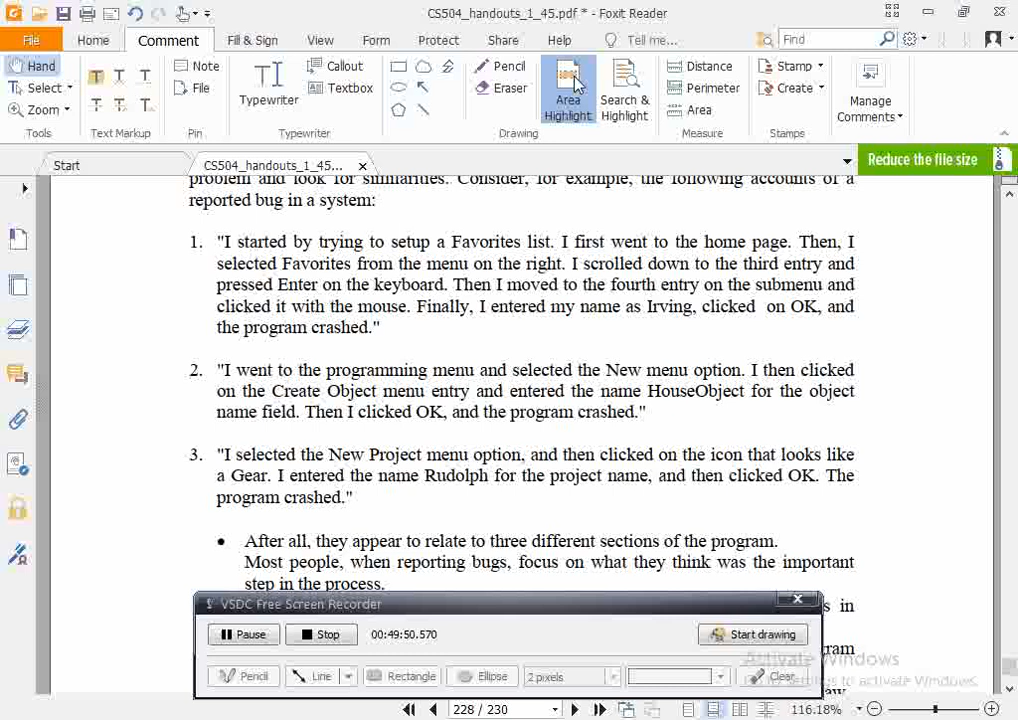 CS504_handouts_1_45.pdf * - Foxit Reader
File Home Comment Fill & Sign View Form Protect Share Help Tell me... Find
Hand Note Callout Pencil Distance Stamp
Select File Textbox Eraser Perimeter Create
Zoom Typewriter Area Highlight Search & Highlight Area Manage Comments
Tools Text Markup Pin Typewriter Drawing Measure Stamps
Start CS504_handouts_1_45... Reduce the file size
problem and look for similarities. Consider, for example, the following accounts of a
reported bug in a system:
1. "I started by trying to setup a Favorites list. I first went to the home page. Then, I
selected Favorites from the menu on the right. I scrolled down to the third entry and
pressed Enter on the keyboard. Then I moved to the fourth entry on the submenu and
clicked it with the mouse. Finally, I entered my name as Irving, clicked on OK, and
the program crashed."
2. "I went to the programming menu and selected the New menu option. I then clicked
on the Create Object menu entry and entered the name HouseObject for the object
name field. Then I clicked OK, and the program crashed."
3. "I selected the New Project menu option, and then clicked on the icon that looks like
a Gear. I entered the name Rudolph for the project name, and then clicked OK. The
program crashed."
• After all, they appear to relate to three different sections of the program.
Most people, when reporting bugs, focus on what they think was the important
step in the process.
VSDC Free Screen Recorder
s in
Pause Stop 00:49:50.570 Start drawing
Activate Windows
Go to Settings to activate Windows.
Pencil Line Rectangle Ellipse 2 pixels Clear
228 / 230 116.18%